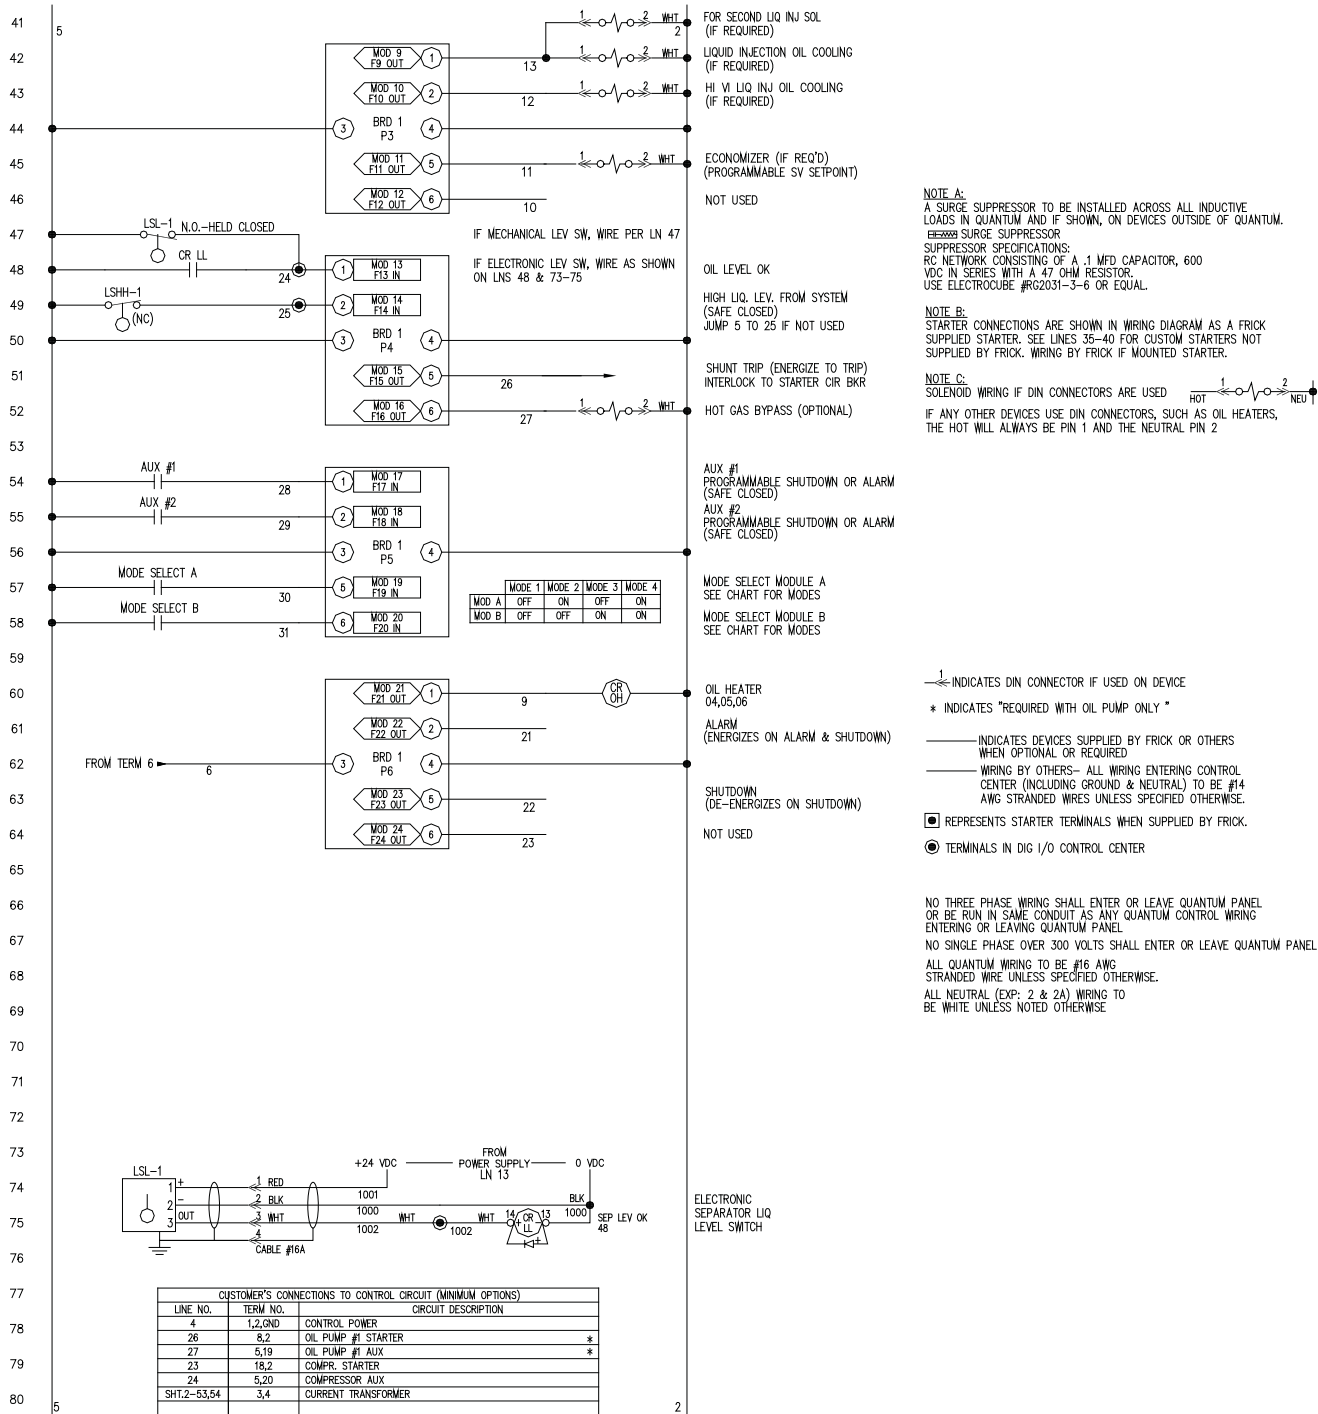 41
5
1
2
WHT
2
FOR SECOND LIQ INJ SOL
(IF REQUIRED)
42
MOD 9
F9 OUT
1
13
1
2
WHT
LIQUID INJECTION OIL COOLING
(IF REQUIRED)
43
MOD 10
F10 OUT
2
12
1
2
WHT
HI VI LIQ INJ OIL COOLING
(IF REQUIRED)
44
3
BRD 1
P3
4
45
MOD 11
F11 OUT
5
11
1
2
WHT
ECONOMIZER (IF REQ'D)
(PROGRAMMABLE SV SETPOINT)
46
MOD 12
F12 OUT
6
10
NOT USED
47
LSL-1
N.O.-HELD CLOSED
IF MECHANICAL LEV SW, WIRE PER LN 47
48
CR LL
24
1
MOD 13
F13 IN
IF ELECTRONIC LEV SW, WIRE AS SHOWN
ON LNS 48 & 73-75
OIL LEVEL OK
49
LSHH-1
(NC)
25
2
MOD 14
F14 IN
HIGH LIQ. LEV. FROM SYSTEM
(SAFE CLOSED)
JUMP 5 TO 25 IF NOT USED
50
3
BRD 1
P4
4
51
MOD 15
F15 OUT
5
26
SHUNT TRIP (ENERGIZE TO TRIP)
INTERLOCK TO STARTER CIR BKR
52
MOD 16
F16 OUT
6
27
1
2
WHT
HOT GAS BYPASS (OPTIONAL)
53
54
AUX #1
28
1
MOD 17
F17 IN
AUX #1
PROGRAMMABLE SHUTDOWN OR ALARM
(SAFE CLOSED)
55
AUX #2
29
2
MOD 18
F18 IN
AUX #2
PROGRAMMABLE SHUTDOWN OR ALARM
(SAFE CLOSED)
56
3
BRD 1
P5
4
57
MODE SELECT A
30
5
MOD 19
F19 IN
MODE 1 MODE 2 MODE 3 MODE 4
MOD A OFF ON OFF ON
MOD B OFF OFF ON ON
MODE SELECT MODULE A
SEE CHART FOR MODES
58
MODE SELECT B
31
6
MOD 20
F20 IN
MODE SELECT MODULE B
SEE CHART FOR MODES
59
60
MOD 21
F21 OUT
1
9
CR
OH
OIL HEATER
04,05,06
61
MOD 22
F22 OUT
2
21
ALARM
(ENERGIZES ON ALARM & SHUTDOWN)
62
FROM TERM 6
6
3
BRD 1
P6
4
63
MOD 23
F23 OUT
5
22
SHUTDOWN
(DE-ENERGIZES ON SHUTDOWN)
64
MOD 24
F24 OUT
6
23
NOT USED
65
66
67
68
69
70
71
72
73
+24 VDC
FROM
POWER SUPPLY
LN 13
0 VDC
74
LSL-1
1
+
1
RED
1001
2
-
2
BLK
1000
BLK
1000
75
3
OUT
3
WHT
1002
WHT
1002
WHT
14
+
CR
LL
-
13
+
SEP LEV OK
48
ELECTRONIC
SEPARATOR LIQ
LEVEL SWITCH
4
CABLE #16A
76
77
CUSTOMER'S CONNECTIONS TO CONTROL CIRCUIT (MINIMUM OPTIONS)
LINE NO. TERM NO. CIRCUIT DESCRIPTION
78
4 1,2,GND CONTROL POWER
26 8,2 OIL PUMP #1 STARTER *
79
27 5,19 OIL PUMP #1 AUX *
23 18,2 COMPR. STARTER
24 5,20 COMPRESSOR AUX
80
SHT.2-53,54 3,4 CURRENT TRANSFORMER
5
2
NOTE A:
A SURGE SUPPRESSOR TO BE INSTALLED ACROSS ALL INDUCTIVE
LOADS IN QUANTUM AND IF SHOWN, ON DEVICES OUTSIDE OF QUANTUM.
SURGE SUPPRESSOR
SUPPRESSOR SPECIFICATIONS:
RC NETWORK CONSISTING OF A .1 MFD CAPACITOR, 600
VDC IN SERIES WITH A 47 OHM RESISTOR.
USE ELECTROCUBE #RG2031-3-6 OR EQUAL.
NOTE B:
STARTER CONNECTIONS ARE SHOWN IN WIRING DIAGRAM AS A FRICK
SUPPLIED STARTER. SEE LINES 35-40 FOR CUSTOM STARTERS NOT
SUPPLIED BY FRICK. WIRING BY FRICK IF MOUNTED STARTER.
NOTE C:
SOLENOID WIRING IF DIN CONNECTORS ARE USED
HOT
1
2
NEU
IF ANY OTHER DEVICES USE DIN CONNECTORS, SUCH AS OIL HEATERS,
THE HOT WILL ALWAYS BE PIN 1 AND THE NEUTRAL PIN 2
1
INDICATES DIN CONNECTOR IF USED ON DEVICE
* INDICATES "REQUIRED WITH OIL PUMP ONLY "
INDICATES DEVICES SUPPLIED BY FRICK OR OTHERS
WHEN OPTIONAL OR REQUIRED
WIRING BY OTHERS- ALL WIRING ENTERING CONTROL
CENTER (INCLUDING GROUND & NEUTRAL) TO BE #14
AWG STRANDED WIRES UNLESS SPECIFIED OTHERWISE.
REPRESENTS STARTER TERMINALS WHEN SUPPLIED BY FRICK.
TERMINALS IN DIG I/O CONTROL CENTER
NO THREE PHASE WIRING SHALL ENTER OR LEAVE QUANTUM PANEL
OR BE RUN IN SAME CONDUIT AS ANY QUANTUM CONTROL WIRING
ENTERING OR LEAVING QUANTUM PANEL
NO SINGLE PHASE OVER 300 VOLTS SHALL ENTER OR LEAVE QUANTUM PANEL
ALL QUANTUM WIRING TO BE #16 AWG
STRANDED WIRE UNLESS SPECIFIED OTHERWISE.
ALL NEUTRAL (EXP: 2 & 2A) WIRING TO
BE WHITE UNLESS NOTED OTHERWISE